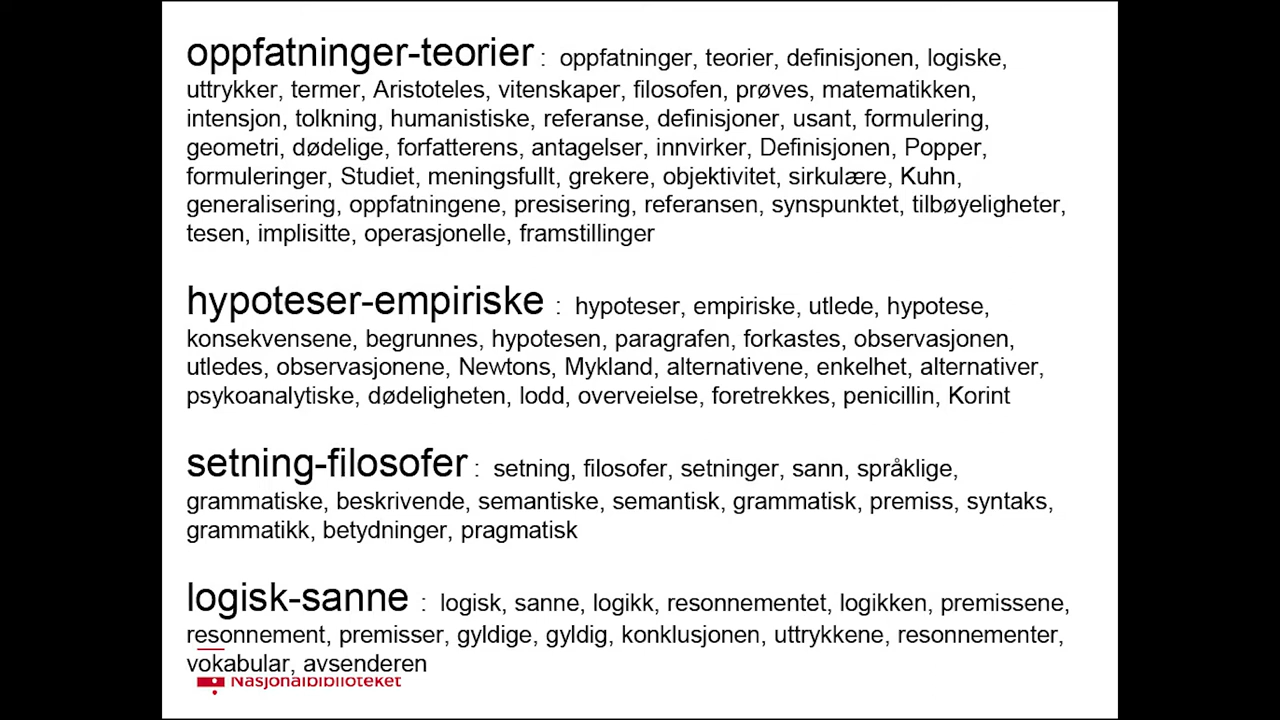 oppfatninger-teorier : oppfatninger, teorier, definisjonen, logiske,
uttrykker, termer, Aristoteles, vitenskaper, filosofen, prøves, matematikken,
intensjon, tolkning, humanistiske, referanse, definisjoner, usant, formulering,
geometri, dødelige, forfatterens, antagelser, innvirker, Definisjonen, Popper,
formuleringer, Studiet, meningsfullt, grekere, objektivitet, sirkulære, Kuhn,
generalisering, oppfatningene, presisering, referansen, synspunktet, tilbøyeligheter,
tesen, implisitte, operasjonelle, framstillinger
hypoteser-empiriske : hypoteser, empiriske, utlede, hypotese,
konsekvensene, begrunnes, hypotesen, paragrafen, forkastes, observasjonen,
utledes, observasjonene, Newtons, Mykland, alternativene, enkelhet, alternativer,
psykoanalytiske, dødeligheten, lodd, overveielse, foretrekkes, penicillin, Korint
setning-filosofer : setning, filosofer, setninger, sann, språklige,
grammatiske, beskrivende, semantiske, semantisk, grammatisk, premiss, syntaks,
grammatikk, betydninger, pragmatisk
logisk-sanne : logisk, sanne, logikk, resonnementet, logikken, premissene,
resonnement, premisser, gyldige, gyldig, konklusjonen, uttrykkene, resonnementer,
vokabular, avsenderen
Nasjonalbiblioteket